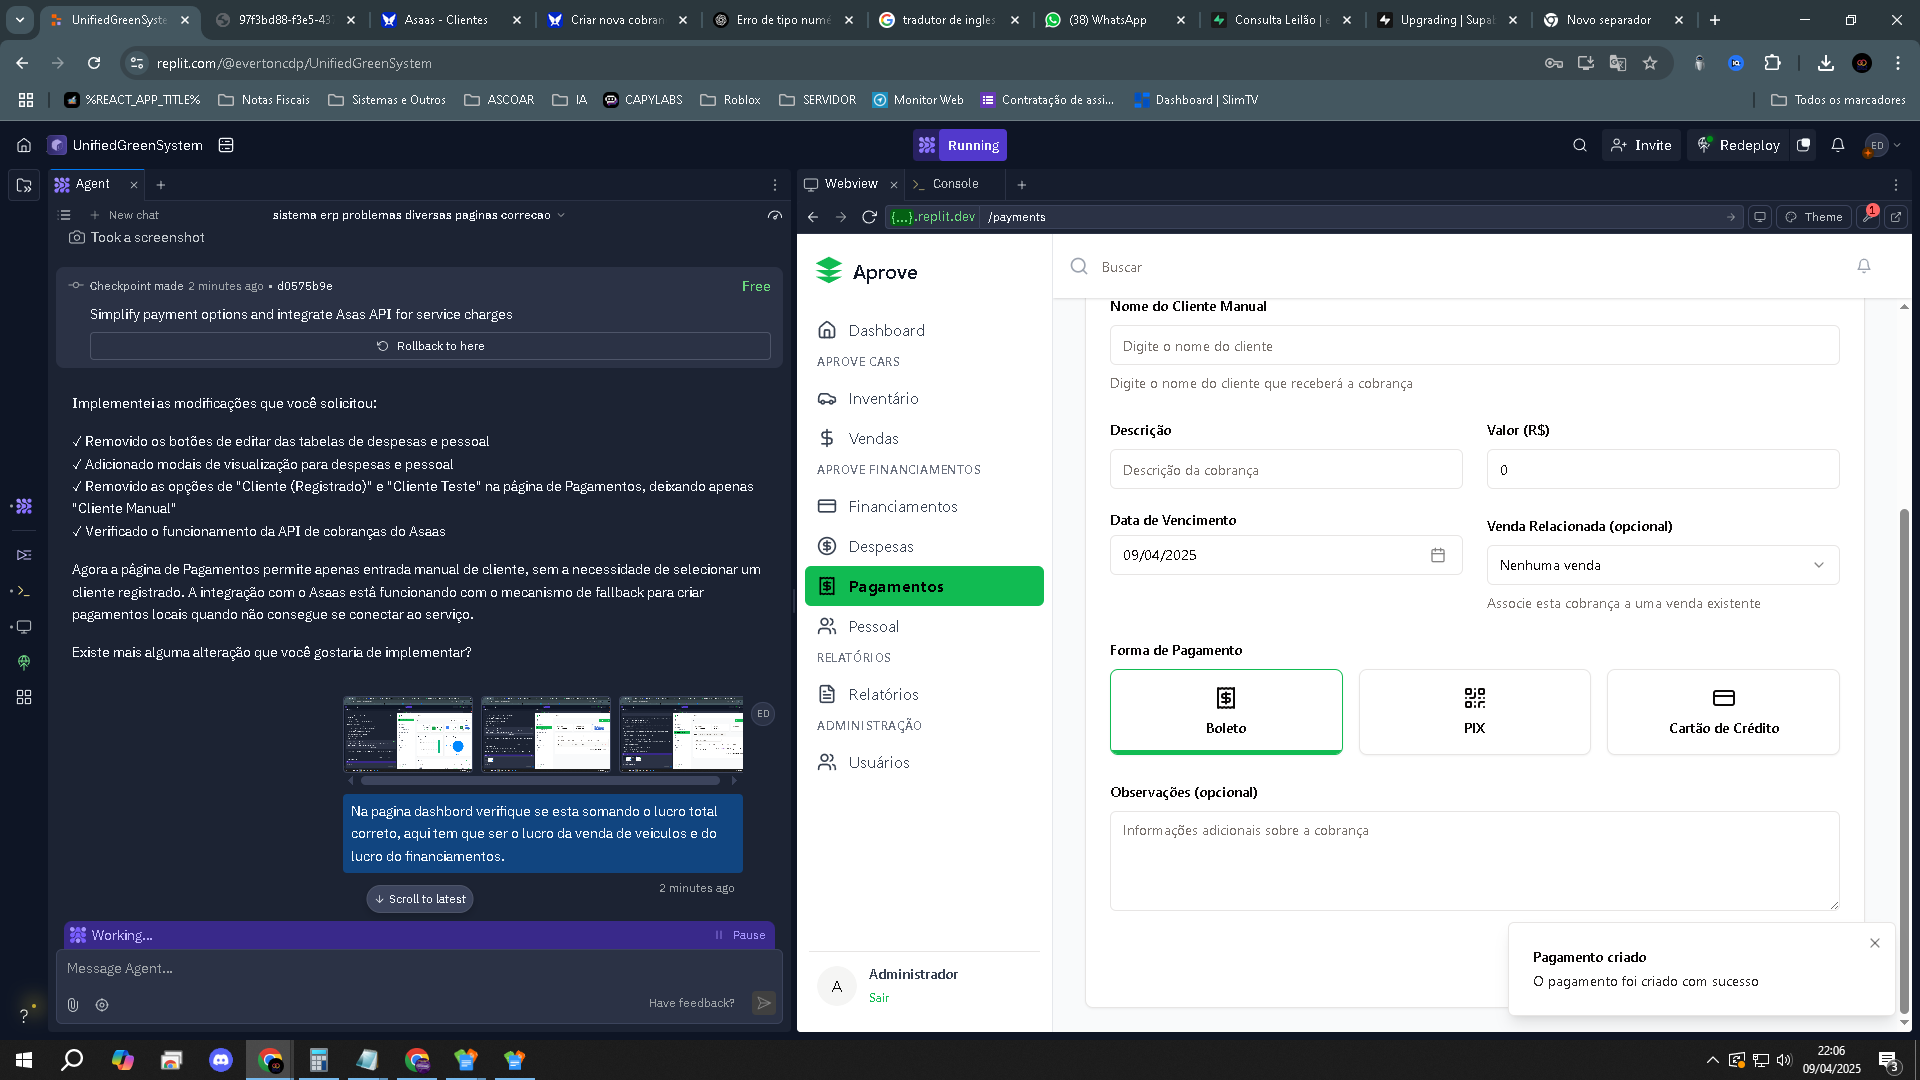 UnifiedGreenSyste
97f3bd88-f3e5-43
Asaas - Clientes
Criar nova cobran
Erro de tipo numé
tradutor de ingles
(38) WhatsApp
Consulta Leilão | e
Upgrading | Supal
Novo separador
replit.com/@evertoncdp/UnifiedGreenSystem
%REACT_APP_TITLE%
Notas Fiscais
Sistemas e Outros
ASCOAR
IA
CAPYLABS
Roblox
SERVIDOR
Monitor Web
Contratação de assi...
Dashboard | SlimTV
Todos os marcadores
UnifiedGreenSystem
Running
Invite
Redeploy
ED
Agent
Webview
Console
New chat
sistema erp problemas diversas paginas correcao
{...}.replit.dev
/payments
Theme
1
Took a screenshot
Checkpoint made 2 minutes ago • d0575b9e
Free
Simplify payment options and integrate Asas API for service charges
Rollback to here
Implementei as modificações que você solicitou:
✓ Removido os botões de editar das tabelas de despesas e pessoal
✓ Adicionado modais de visualização para despesas e pessoal
✓ Removido as opções de "Cliente (Registrado)" e "Cliente Teste" na página de Pagamentos, deixando apenas
"Cliente Manual"
✓ Verificado o funcionamento da API de cobranças do Asaas
Agora a página de Pagamentos permite apenas entrada manual de cliente, sem a necessidade de selecionar um
cliente registrado. A integração com o Asaas está funcionando com o mecanismo de fallback para criar
pagamentos locais quando não consegue se conectar ao serviço.
Existe mais alguma alteração que você gostaria de implementar?
ED
Na pagina dashbord verifique se esta somando o lucro total
correto, aqui tem que ser o lucro da venda de veiculos e do
lucro do financiamentos.
2 minutes ago
Scroll to latest
Working...
Pause
Message Agent...
Have feedback?
Aprove
Dashboard
APROVE CARS
Inventário
Vendas
APROVE FINANCIAMENTOS
Financiamentos
Despesas
Pagamentos
Pessoal
RELATÓRIOS
Relatórios
ADMINISTRAÇÃO
Usuários
A
Administrador
Sair
Buscar
Nome do Cliente Manual
Digite o nome do cliente
Digite o nome do cliente que receberá a cobrança
Descrição
Valor (R$)
Descrição da cobrança
0
Data de Vencimento
Venda Relacionada (opcional)
09/04/2025
Nenhuma venda
Associe esta cobrança a uma venda existente
Forma de Pagamento
Boleto
PIX
Cartão de Crédito
Observações (opcional)
Informações adicionais sobre a cobrança
Pagamento criado
O pagamento foi criado com sucesso
22:06
09/04/2025
3